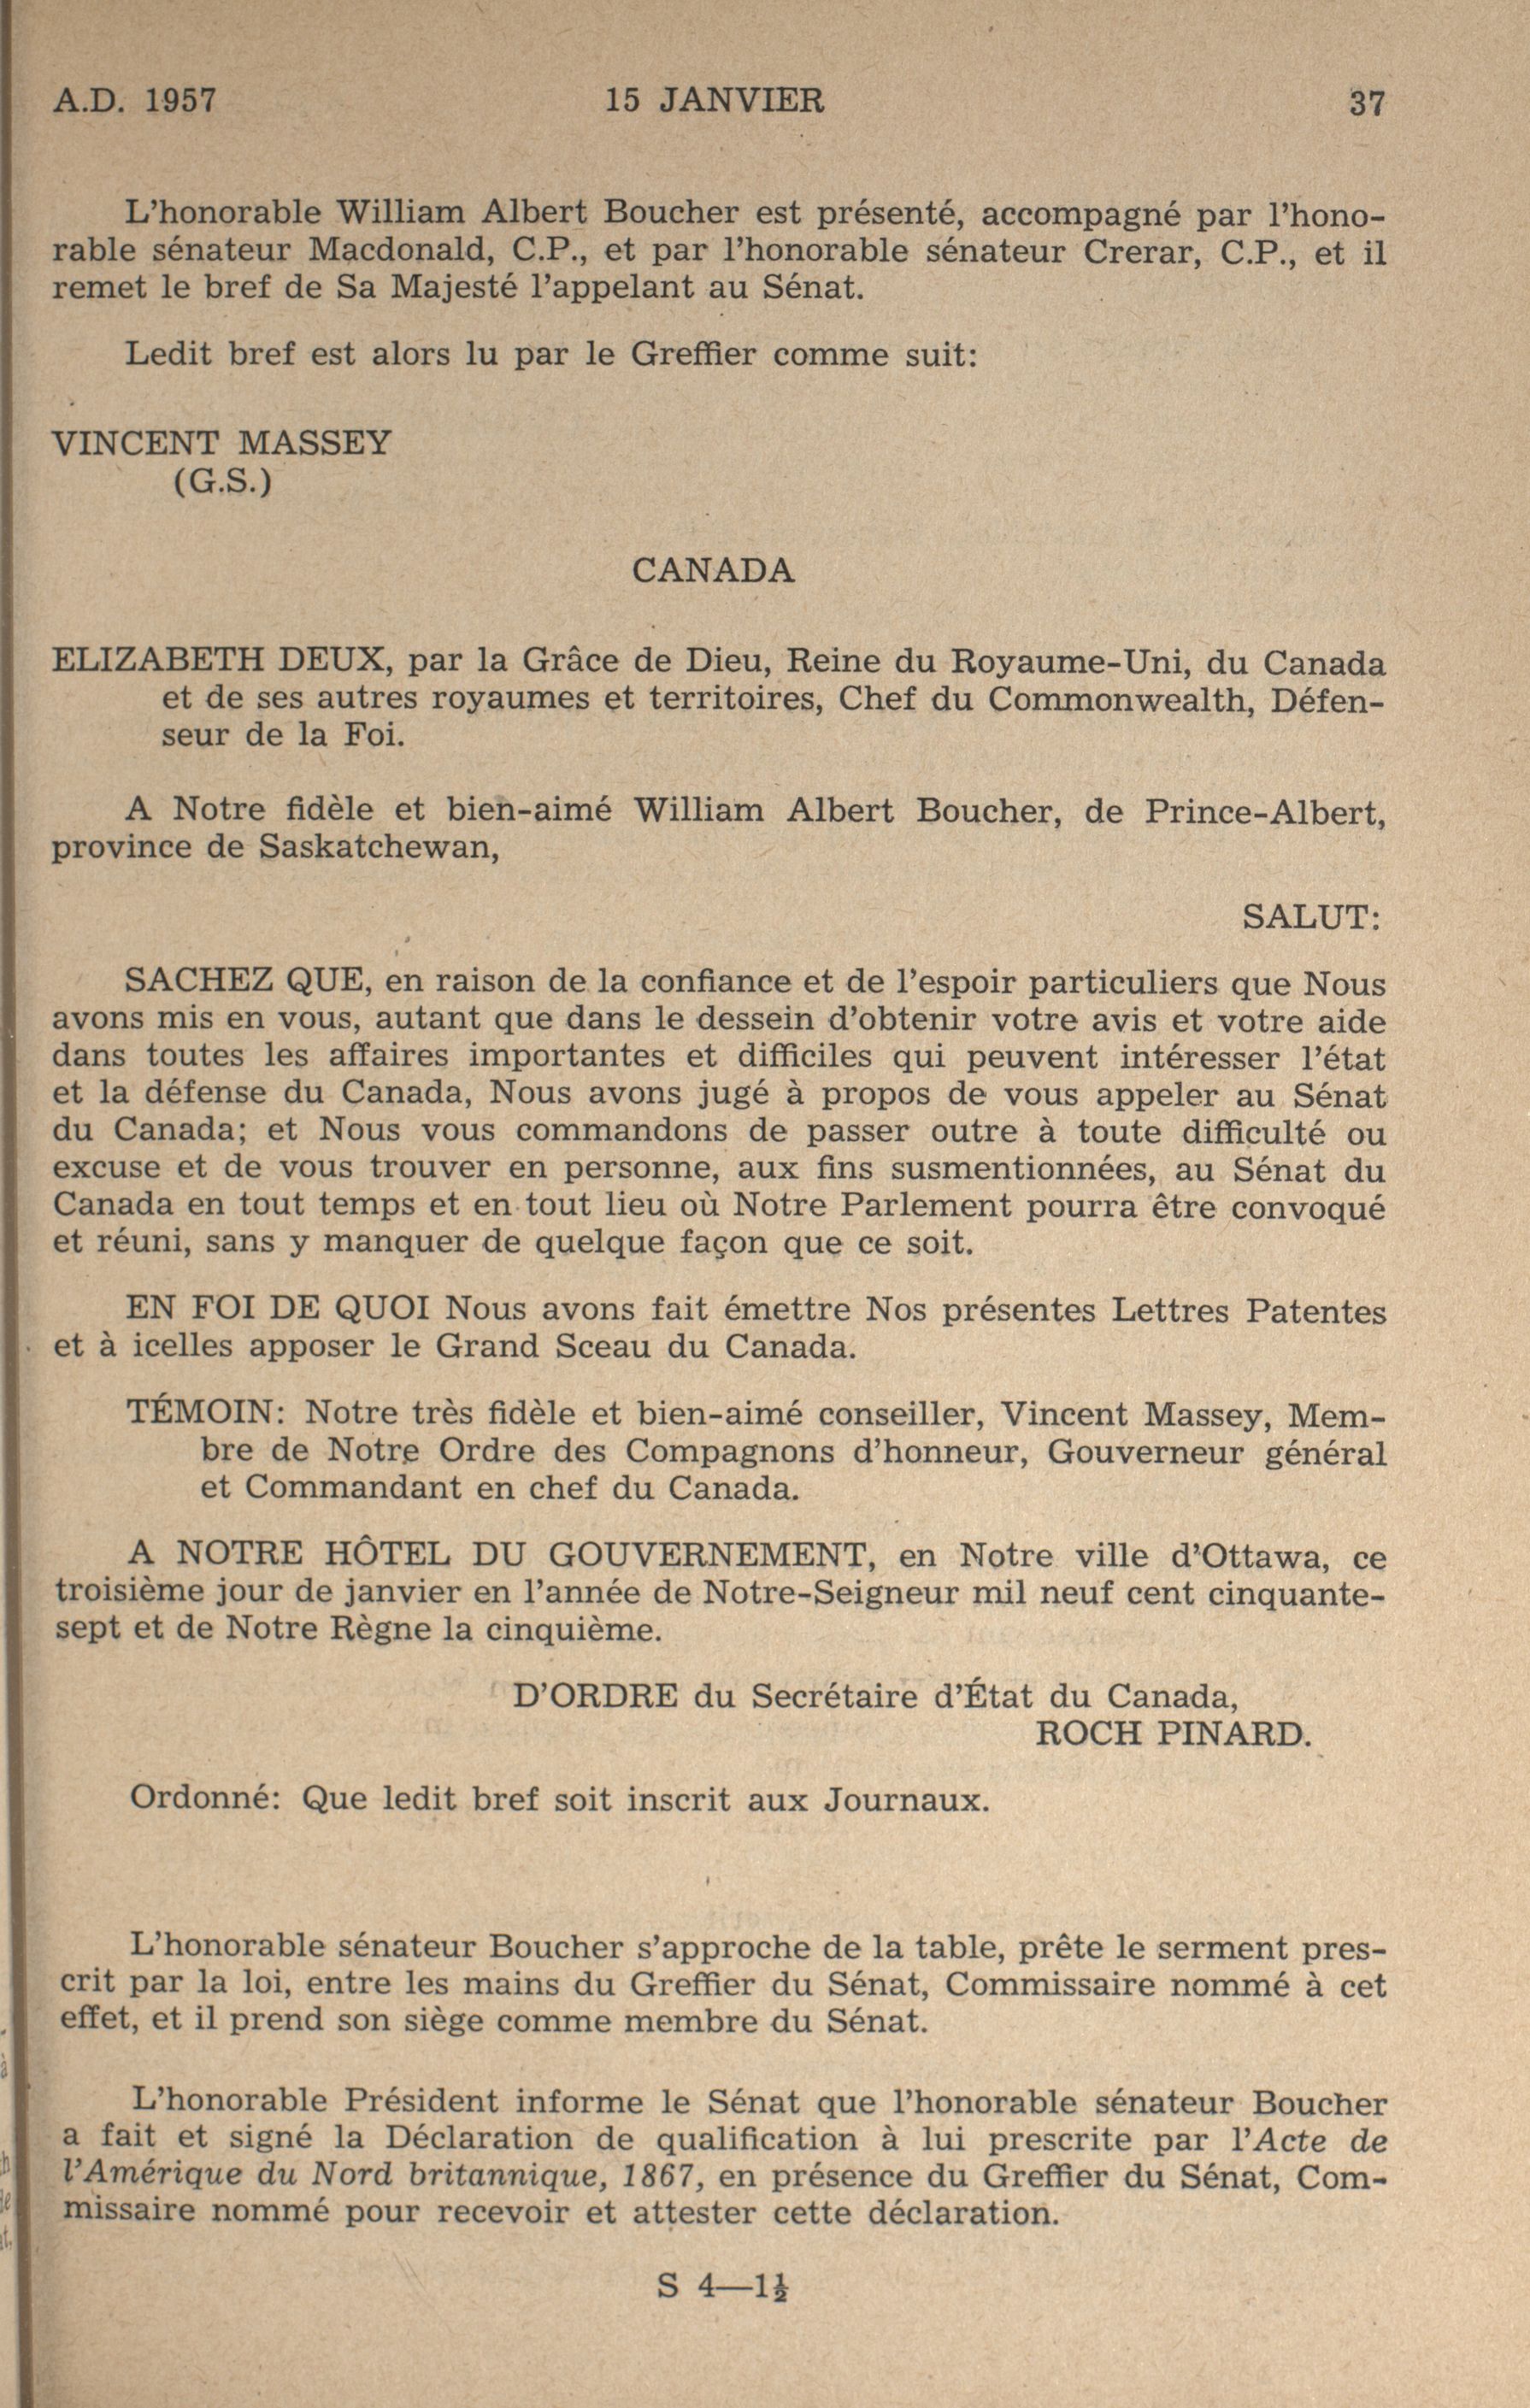 A.D. 1957 15 JANVIER 37
L'honorable William Albert Boucher est présenté, accompagné par l'hono-
rable sénateur Macdonald, C.P., et par l'honorable sénateur Crerar, C.P., et il
remet le bref de Sa Majesté l'appelant au Sénat.
Ledit bref est alors lu par le Greffier comme suit:
VINCENT MASSEY
(G.S.)
CANADA
ELIZABETH DEUX, par la Grâce de Dieu, Reine du Royaume-Uni, du Canada
et de ses autres royaumes et territoires, Chef du Commonwealth, Défen-
seur de la Foi.
A Notre fidèle et bien-aimé William Albert Boucher, de Prince-Albert,
province de Saskatchewan,
SALUT:
SACHEZ QUE, en raison de la confiance et de l'espoir particuliers que Nous
avons mis en vous, autant que dans le dessein d'obtenir votre avis et votre aide
dans toutes les affaires importantes et difficiles qui peuvent intéresser l'état
et la défense du Canada, Nous avons jugé à propos de vous appeler au Sénat
du Canada; et Nous vous commandons de passer outre à toute difficulté ou
excuse et de vous trouver en personne, aux fins susmentionnées, au Sénat du
Canada en tout temps et en tout lieu où Notre Parlement pourra être convoqué
et réuni, sans y manquer de quelque façon que ce soit.
EN FOI DE QUOI Nous avons fait émettre Nos présentes Lettres Patentes
et à icelles apposer le Grand Sceau du Canada.
TÉMOIN: Notre très fidèle et bien-aimé conseiller, Vincent Massey, Mem-
bre de Notre Ordre des Compagnons d'honneur, Gouverneur général
et Commandant en chef du Canada.
A NOTRE HÔTEL DU GOUVERNEMENT, en Notre ville d'Ottawa, ce
troisième jour de janvier en l'année de Notre-Seigneur mil neuf cent cinquante-
sept et de Notre Règne la cinquième.
D'ORDRE du Secrétaire d'État du Canada,
ROCH PINARD.
Ordonné: Que ledit bref soit inscrit aux Journaux.
L'honorable sénateur Boucher s'approche de la table, prête le serment pres-
crit par la loi, entre les mains du Greffier du Sénat, Commissaire nommé à cet
effet, et il prend son siège comme membre du Sénat.
L'honorable Président informe le Sénat que l'honorable sénateur Boucher
a fait et signé la Déclaration de qualification à lui prescrite par l'Acte de
l'Amérique du Nord britannique, 1867, en présence du Greffier du Sénat, Com-
missaire nommé pour recevoir et attester cette déclaration.
S 4—1½